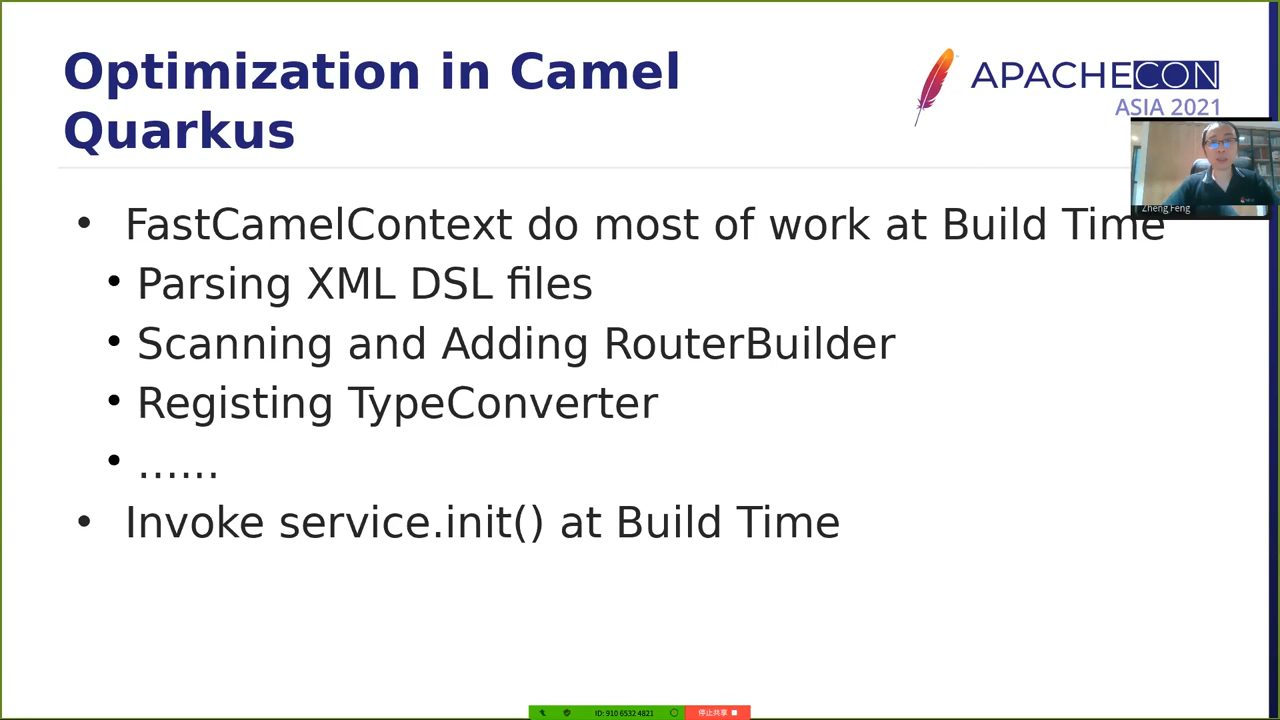 Optimization in Camel
Quarkus
APACHECON
ASIA 2021
Zheng Feng
• FastCamelContext do most of work at Build Time
• Parsing XML DSL files
• Scanning and Adding RouterBuilder
• Registing TypeConverter
• ......
• Invoke service.init() at Build Time
ID: 910 6532 4821
停止共享